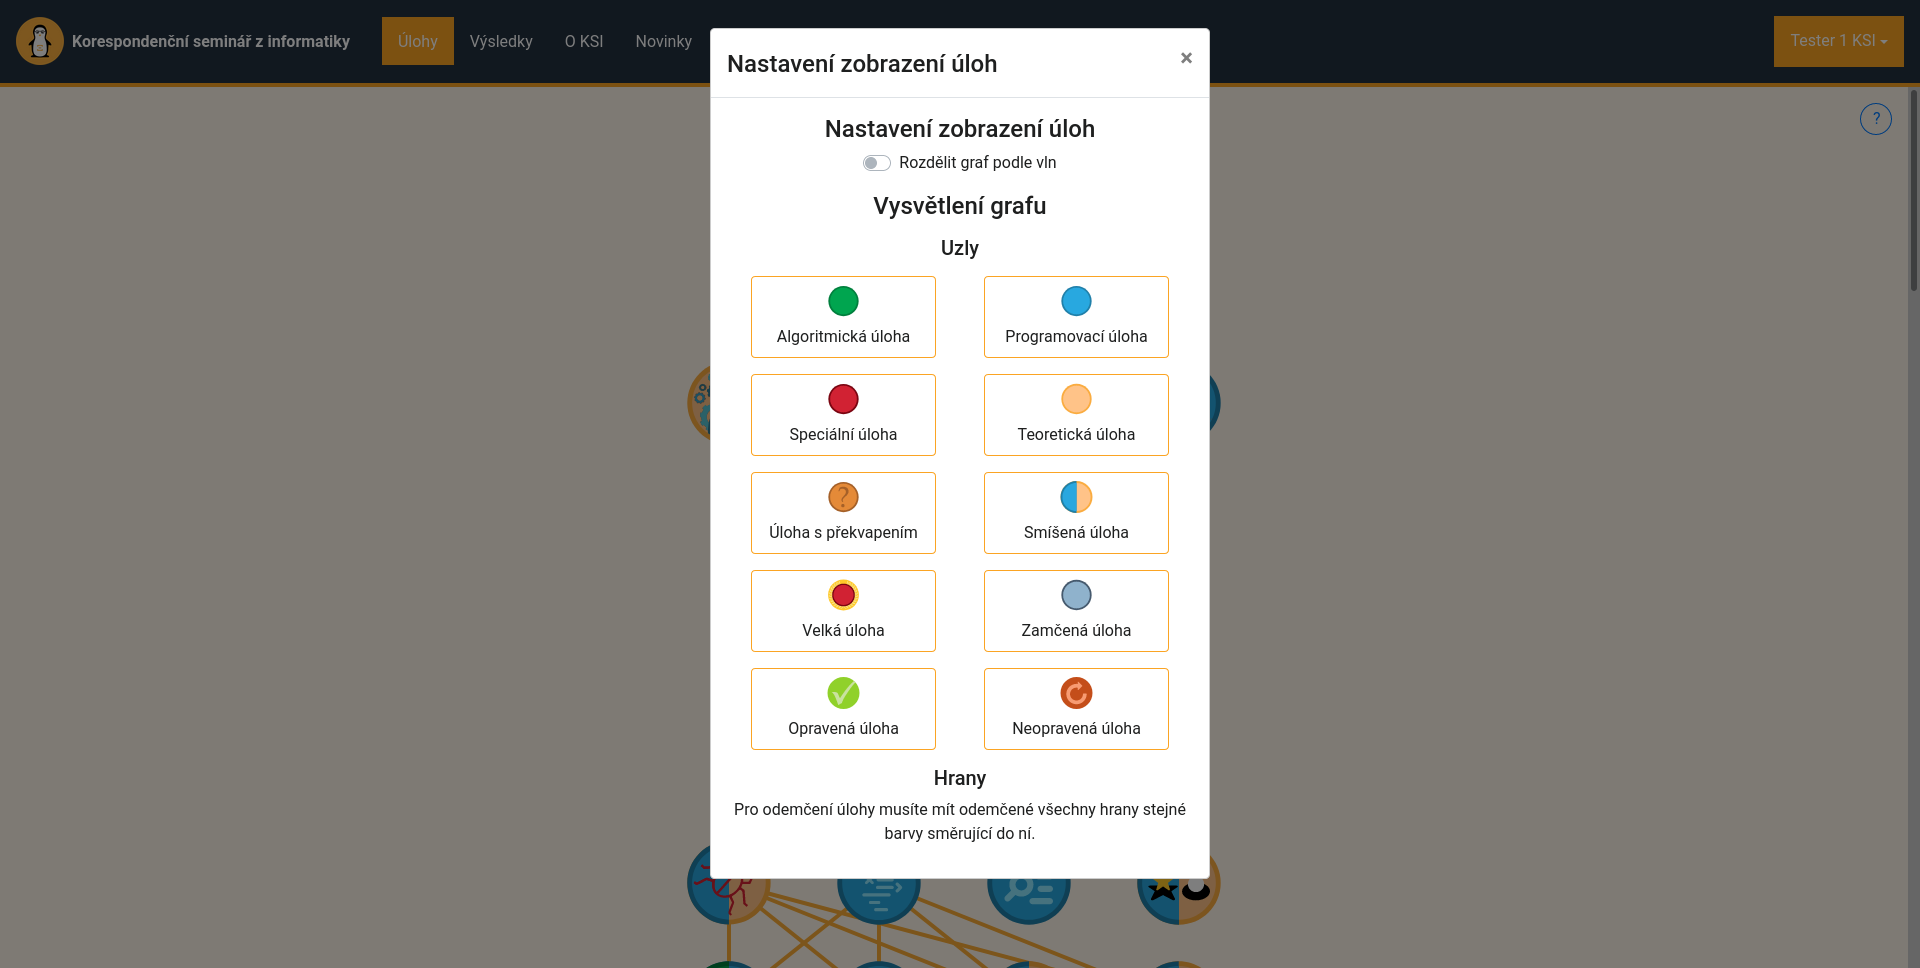 Korespondenční seminář z informatiky
Úlohy
Výsledky
O KSI
Novinky
Tester 1 KSI
Nastavení zobrazení úloh
×
?
Nastavení zobrazení úloh
Rozdělit graf podle vln
Vysvětlení grafu
Uzly
Algoritmická úloha
Programovací úloha
Speciální úloha
Teoretická úloha
?
Úloha s překvapením
Smíšená úloha
Velká úloha
Zamčená úloha
Opravená úloha
Neopravená úloha
Hrany
Pro odemčení úlohy musíte mít odemčené všechny hrany stejné
barvy směrující do ní.